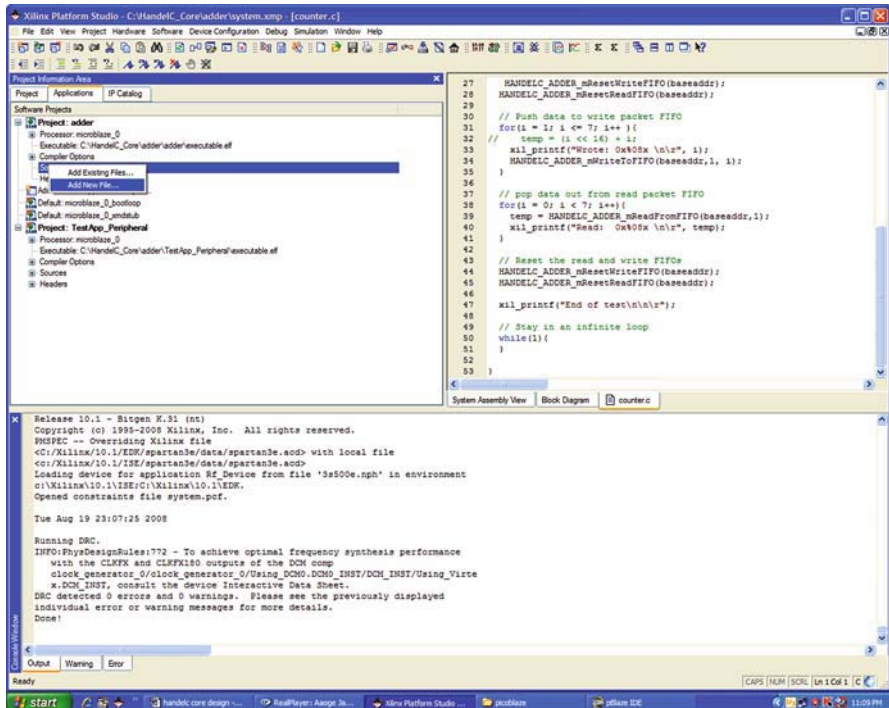 Xilinx Platform Studio - C:\HandelC_Core\adder\system.xmp - [counter.c]
File Edit View Project Hardware Software Device Configuration Debug Simulation Window Help
Project Information Area
Project Applications IP Catalog
Software Projects
Project: adder
Processor: microblaze_0
Executable: C:\HandelC_Core\adder\adder\executable.elf
Compiler Options
Add Existing Files...
Add New File...
Default: microblaze_0_bootloop
Default: microblaze_0_xmdstub
Project: TestApp_Peripheral
Processor: microblaze_0
Executable: C:\HandelC_Core\adder\TestApp_Peripheral\executable.elf
Compiler Options
Sources
Headers
27 HANDELC_ADDER_mResetWriteFIFO(baseaddr);
28 HANDELC_ADDER_mResetReadFIFO(baseaddr);
29
30 // Push data to write packet FIFO
31 for(i = 1; i <= 7; i++ ){
32 // temp = (i << 16) + i;
33 xil_printf("Wrote: 0x%08x \n\r", i);
34 HANDELC_ADDER_mWriteToFIFO(baseaddr,1, i);
35 }
36
37 // pop data out from read packet FIFO
38 for(i = 0; i < 7; i++){
39 temp = HANDELC_ADDER_mReadFromFIFO(baseaddr,1);
40 xil_printf("Read: 0x%08x \n\r", temp);
41 }
42
43 // Reset the read and write FIFOs
44 HANDELC_ADDER_mResetWriteFIFO(baseaddr);
45 HANDELC_ADDER_mResetReadFIFO(baseaddr);
46
47 xil_printf("End of test\n\n\r");
48
49 // Stay in an infinite loop
50 while(1){
51 }
52
53 }
System Assembly View Block Diagram counter.c
Release 10.1 - Bitgen K.31 (nt)
Copyright (c) 1995-2008 Xilinx, Inc. All rights reserved.
PMSPEC -- Overriding Xilinx file
<C:/Xilinx/10.1/EDK/spartan3e/data/spartan3e.acd> with local file
<c:/Xilinx/10.1/ISE/spartan3e/data/spartan3e.acd>
Loading device for application Rf_Device from file '3s500e.nph' in environment
c:\Xilinx\10.1\ISE;C:\Xilinx\10.1\EDK.
Opened constraints file system.pcf.
Tue Aug 19 23:07:25 2008
Running DRC.
INFO:PhysDesignRules:772 - To achieve optimal frequency synthesis performance
with the CLKFX and CLKFX180 outputs of the DCM comp
clock_generator_0/clock_generator_0/Using_DCM0.DCM0_INST/DCM_INST/Using_Virte
x.DCM_INST, consult the device Interactive Data Sheet.
DRC detected 0 errors and 0 warnings. Please see the previously displayed
individual error or warning messages for more details.
Done!
Console Window
Output Warning Error
Ready
CAPS NUM SCRL Ln 1 Col 1 C
start handelc core design -... RealPlayer: Aaoge Ja... Xilinx Platform Studio ... picoblaze pBlaze IDE 11:09 PM